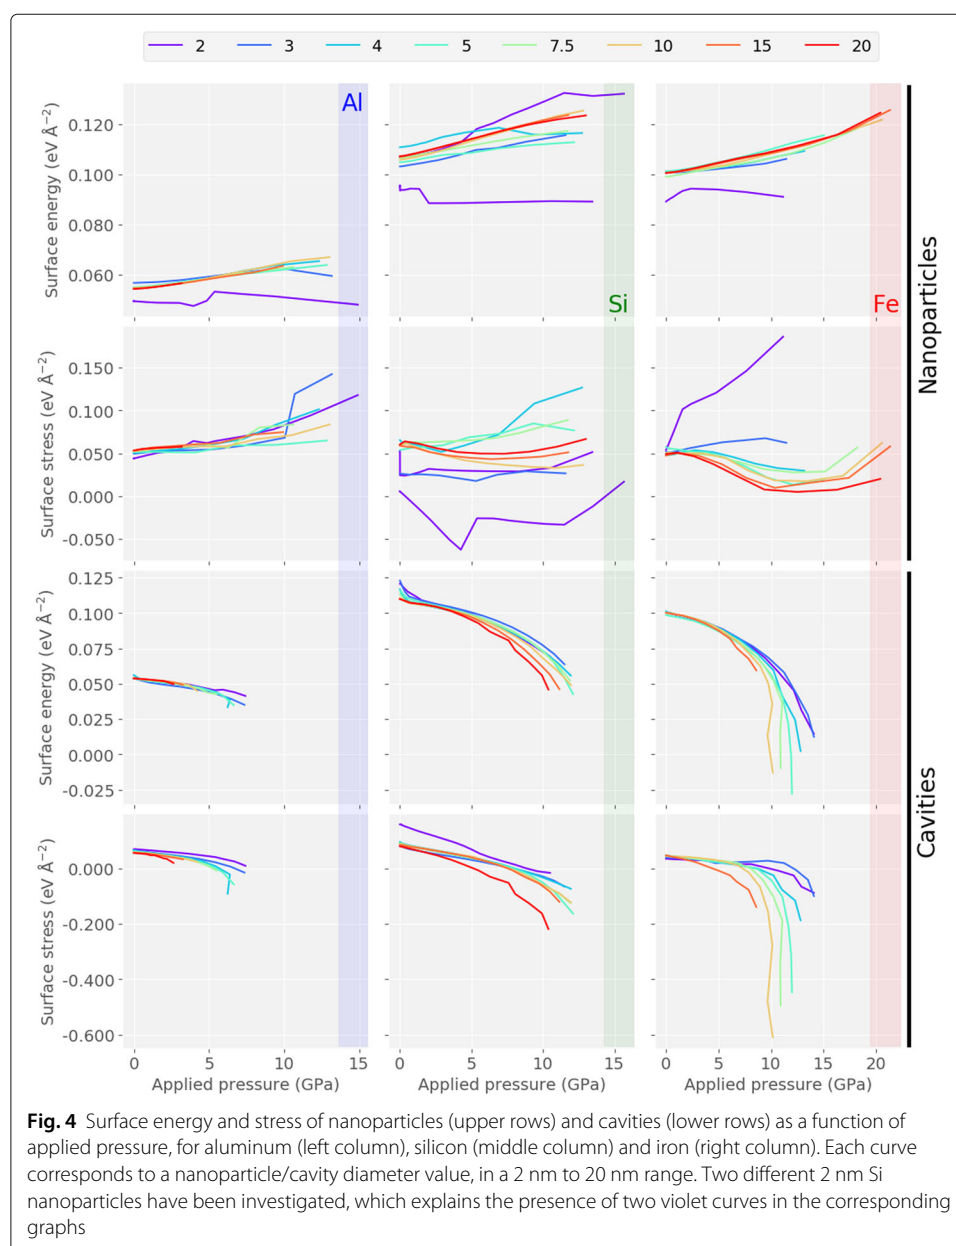 2 3 4 5 7.5 10 15 20
Al
Si
Fe
Surface energy (eV Å⁻²)
0.120
0.100
0.080
0.060
Surface stress (eV Å⁻²)
0.150
0.100
0.050
0.000
-0.050
Nanoparticles
Surface energy (eV Å⁻²)
0.125
0.100
0.075
0.050
0.025
0.000
-0.025
Surface stress (eV Å⁻²)
0.000
-0.200
-0.400
-0.600
Cavities
0 5 10 15 0 5 10 15 0 5 10 15 20
Applied pressure (GPa) Applied pressure (GPa) Applied pressure (GPa)
Fig. 4 Surface energy and stress of nanoparticles (upper rows) and cavities (lower rows) as a function of
applied pressure, for aluminum (left column), silicon (middle column) and iron (right column). Each curve
corresponds to a nanoparticle/cavity diameter value, in a 2 nm to 20 nm range. Two different 2 nm Si
nanoparticles have been investigated, which explains the presence of two violet curves in the corresponding
graphs